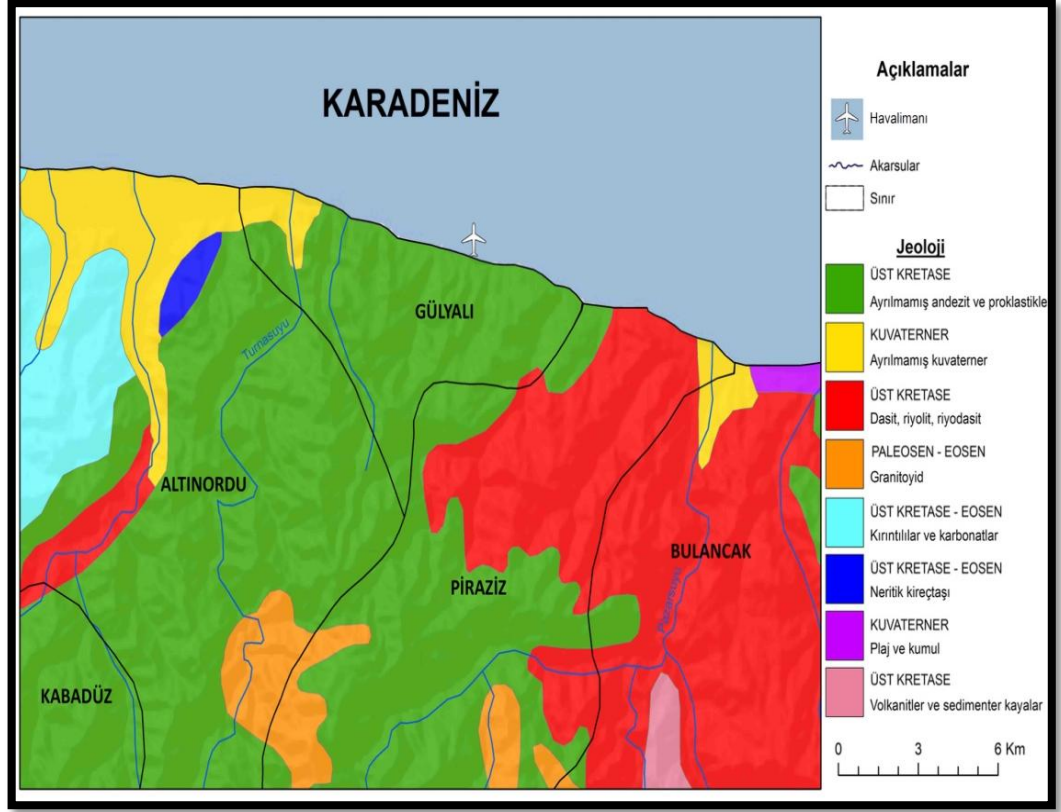 KARADENİZ
GÜLYALI
Turnasuyu
ALTINORDU
BULANCAK
PİRAZİZ
Pazarsuyu
KABADÜZ
Açıklamalar
Havalimanı
Akarsular
Sınır
Jeoloji
ÜST KRETASE
Ayrılmamış andezit ve proklastikle
KUVATERNER
Ayrılmamış kuvaterner
ÜST KRETASE
Dasit, riyolit, riyodasit
PALEOSEN - EOSEN
Granitoyid
ÜST KRETASE - EOSEN
Kırıntılılar ve karbonatlar
ÜST KRETASE - EOSEN
Neritik kireçtaşı
KUVATERNER
Plaj ve kumul
ÜST KRETASE
Volkanitler ve sedimenter kayalar
0 3 6 Km